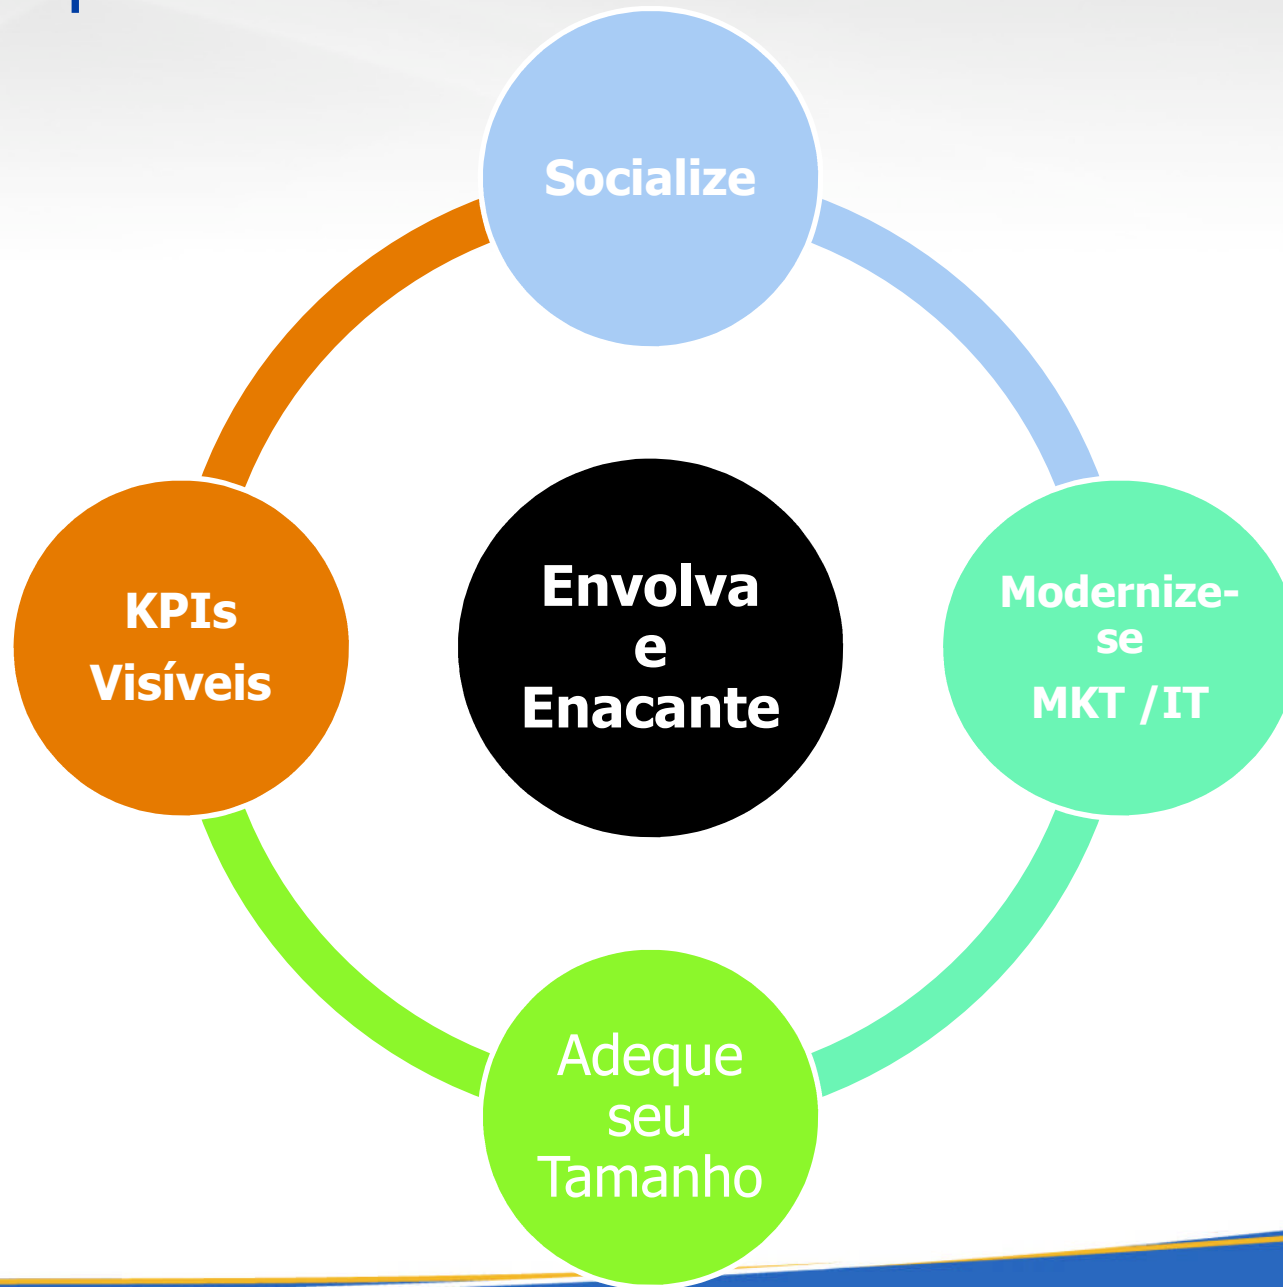 Socialize
KPIs
Visíveis
Envolva
e
Enacante
Modernize-
se
MKT / IT
Adeque
seu
Tamanho